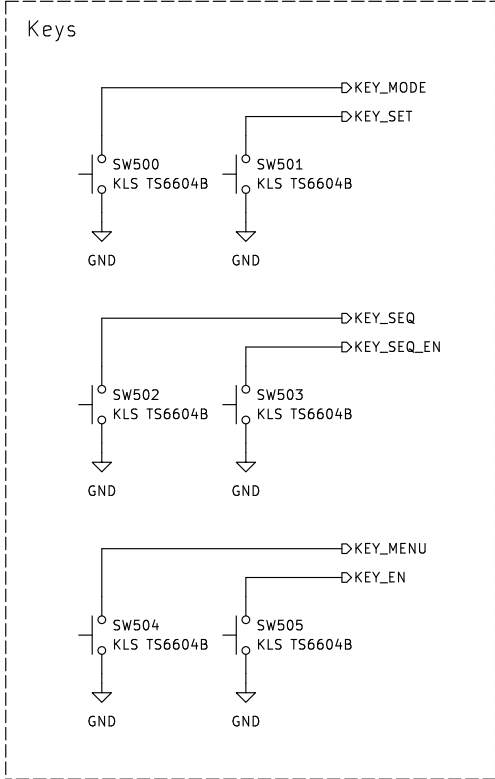 Keys
KEY_MODE
KEY_SET
SW500
KLS TS6604B
SW501
KLS TS6604B
GND
GND
KEY_SEQ
KEY_SEQ_EN
SW502
KLS TS6604B
SW503
KLS TS6604B
GND
GND
KEY_MENU
KEY_EN
SW504
KLS TS6604B
SW505
KLS TS6604B
GND
GND